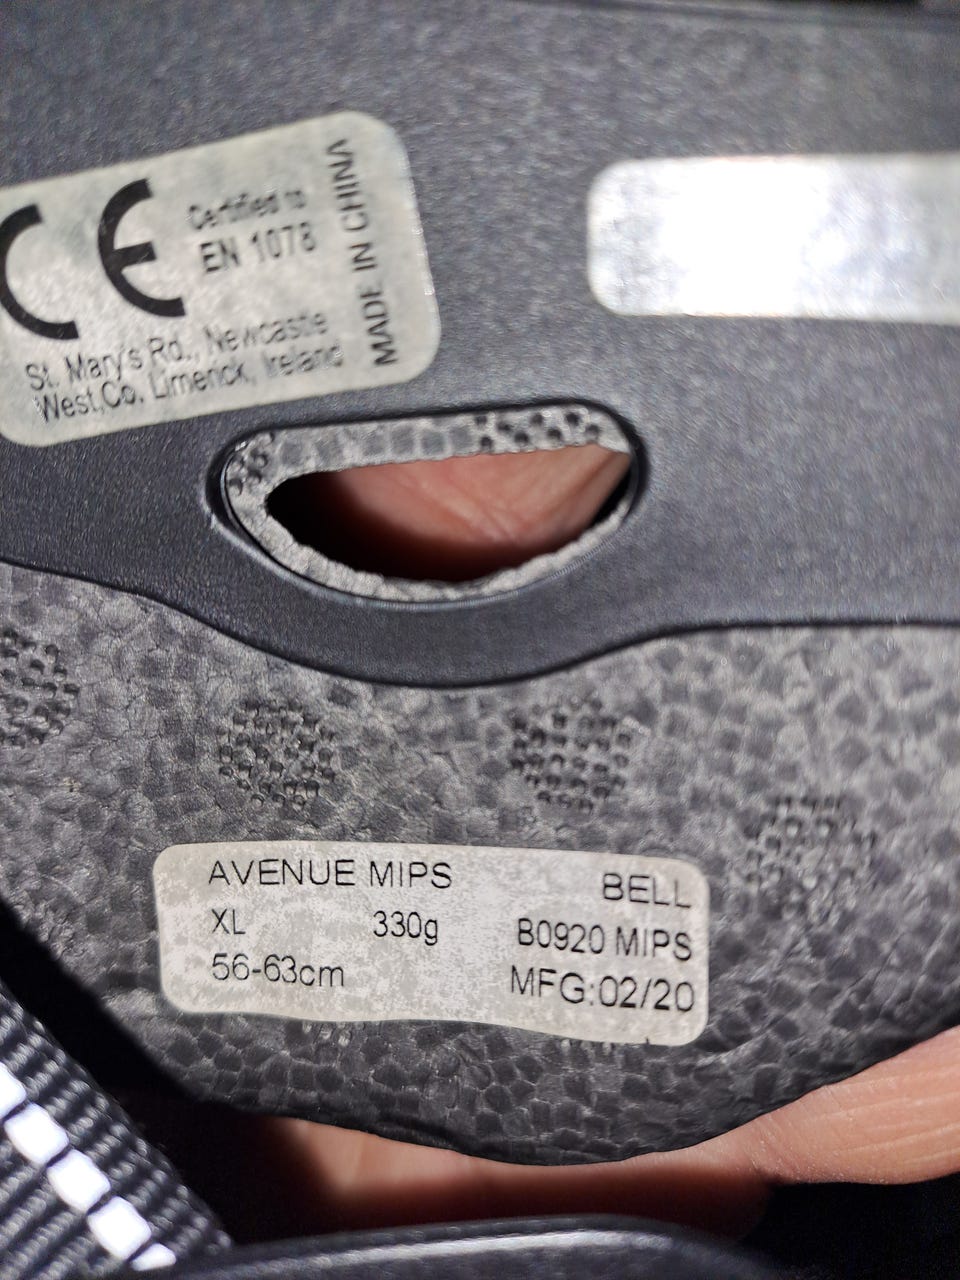 CE
Certified to
EN 1078
St. Mary's Rd., Newcastle
West,Co. Limerick, Ireland
MADE IN CHINA
AVENUE MIPS
BELL
XL 330g B0920 MIPS
56-63cm MFG:02/20